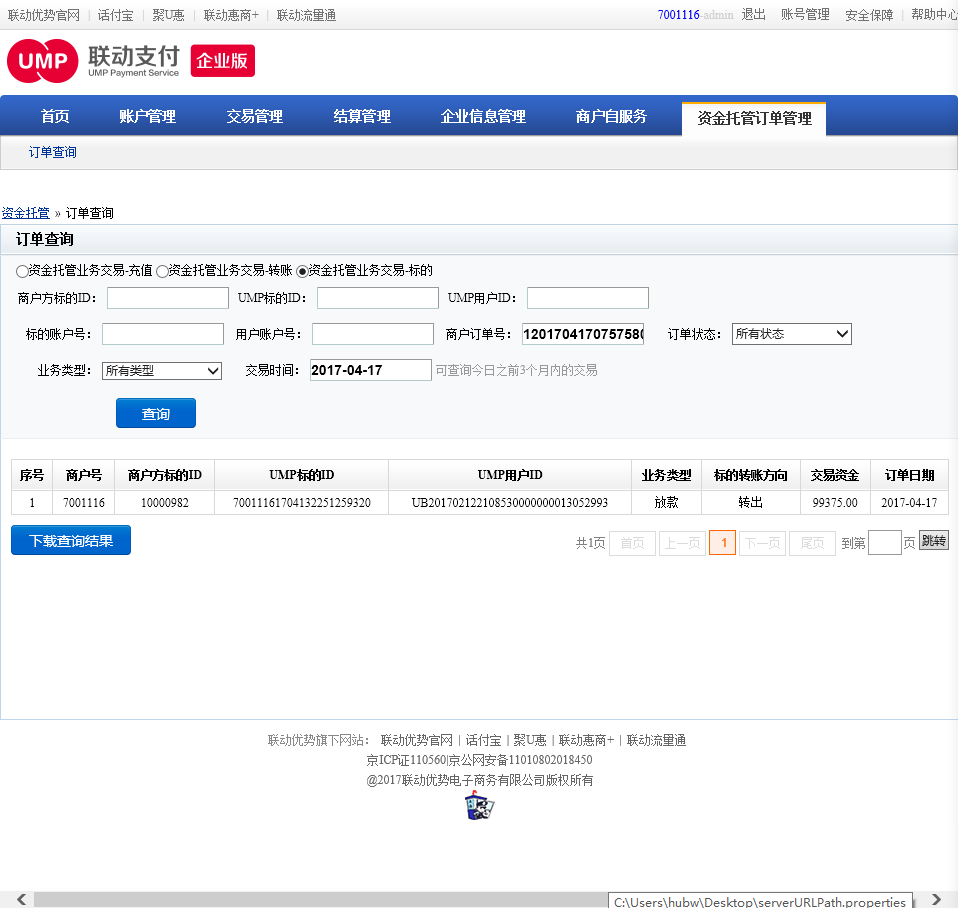 联动优势官网 | 话付宝 | 聚U惠 | 联动惠商+ | 联动流量通 7001116-admin 退出 账号管理 安全保障 | 帮助中心
UMP 联动支付 企业版
UMP Payment Service
首页 账户管理 交易管理 结算管理 企业信息管理 商户自服务 资金托管订单管理
订单查询
资金托管 » 订单查询
订单查询
资金托管业务交易-充值 资金托管业务交易-转账 资金托管业务交易-标的
商户方标的ID: UMP标的ID: UMP用户ID:
标的账户号: 用户账户号: 商户订单号: 1201704170757580 订单状态: 所有状态
业务类型: 所有类型 交易时间: 2017-04-17 可查询今日之前3个月内的交易
查询
序号 商户号 商户方标的ID UMP标的ID UMP用户ID 业务类型 标的转账方向 交易资金 订单日期
1 7001116 10000982 70011161704132251259320 UB201702122108530000000013052993 放款 转出 99375.00 2017-04-17
下载查询结果 共1页 首页 上一页 1 下一页 尾页 到第 页 跳转
联动优势旗下网站: 联动优势官网 | 话付宝 | 聚U惠 | 联动惠商+ | 联动流量通
京ICP证110560|京公网安备11010802018450
@2017联动优势电子商务有限公司版权所有
C:\Users\hubw\Desktop\serverURLPath.properties